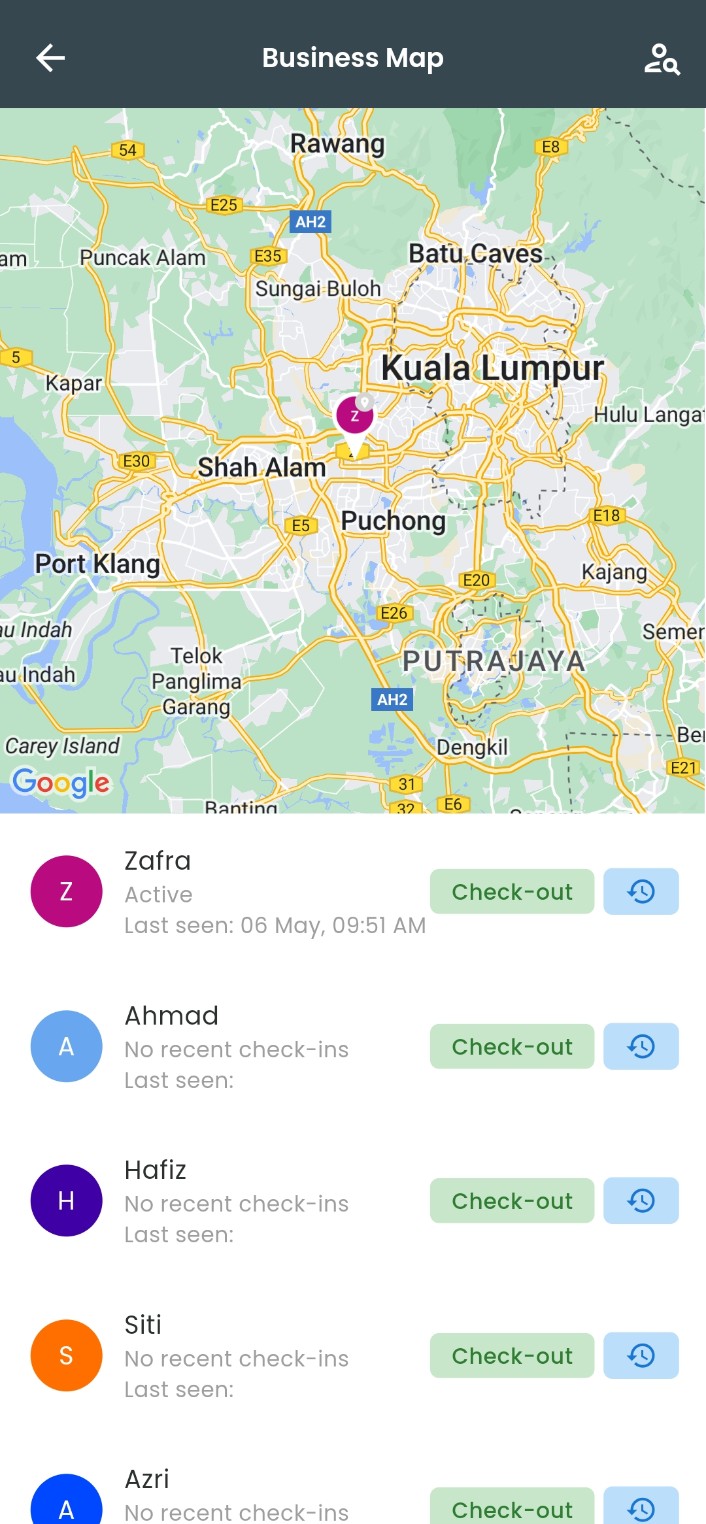 Business Map
54
Rawang
E8
E25
AH2
am
Puncak Alam
E35
Batu Caves
Sungai Buloh
5
Kapar
Kuala Lumpur
Z
Hulu Langat
E30
Shah Alam
E5
Puchong
E18
Port Klang
E20
Kajang
E26
au Indah
Semen
au Indah
Telok
Panglima
Garang
PUTRAJAYA
AH2
Carey Island
Dengkil
Ber
E21
Google
31
Banting
32
E6
Z
Zafra
Active
Last seen: 06 May, 09:51 AM
Check-out
A
Ahmad
No recent check-ins
Last seen:
Check-out
H
Hafiz
No recent check-ins
Last seen:
Check-out
S
Siti
No recent check-ins
Last seen:
Check-out
A
Azri
No recent check-ins
Check-out